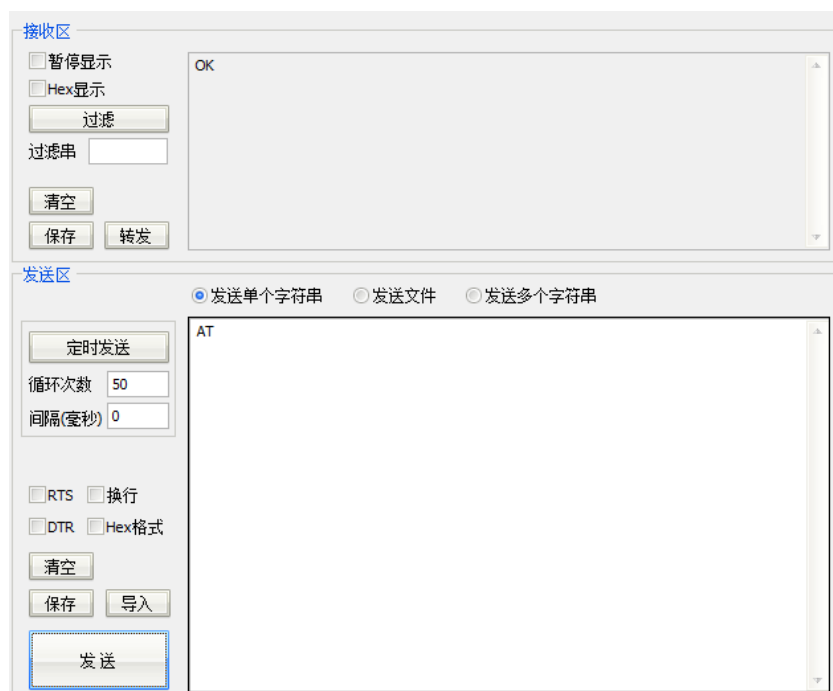 接收区
暂停显示
OK
Hex显示
过滤
过滤串
清空
保存 转发
发送区
发送单个字符串 发送文件 发送多个字符串
AT
定时发送
循环次数 50
间隔(毫秒) 0
RTS 换行
DTR Hex格式
清空
保存 导入
发送